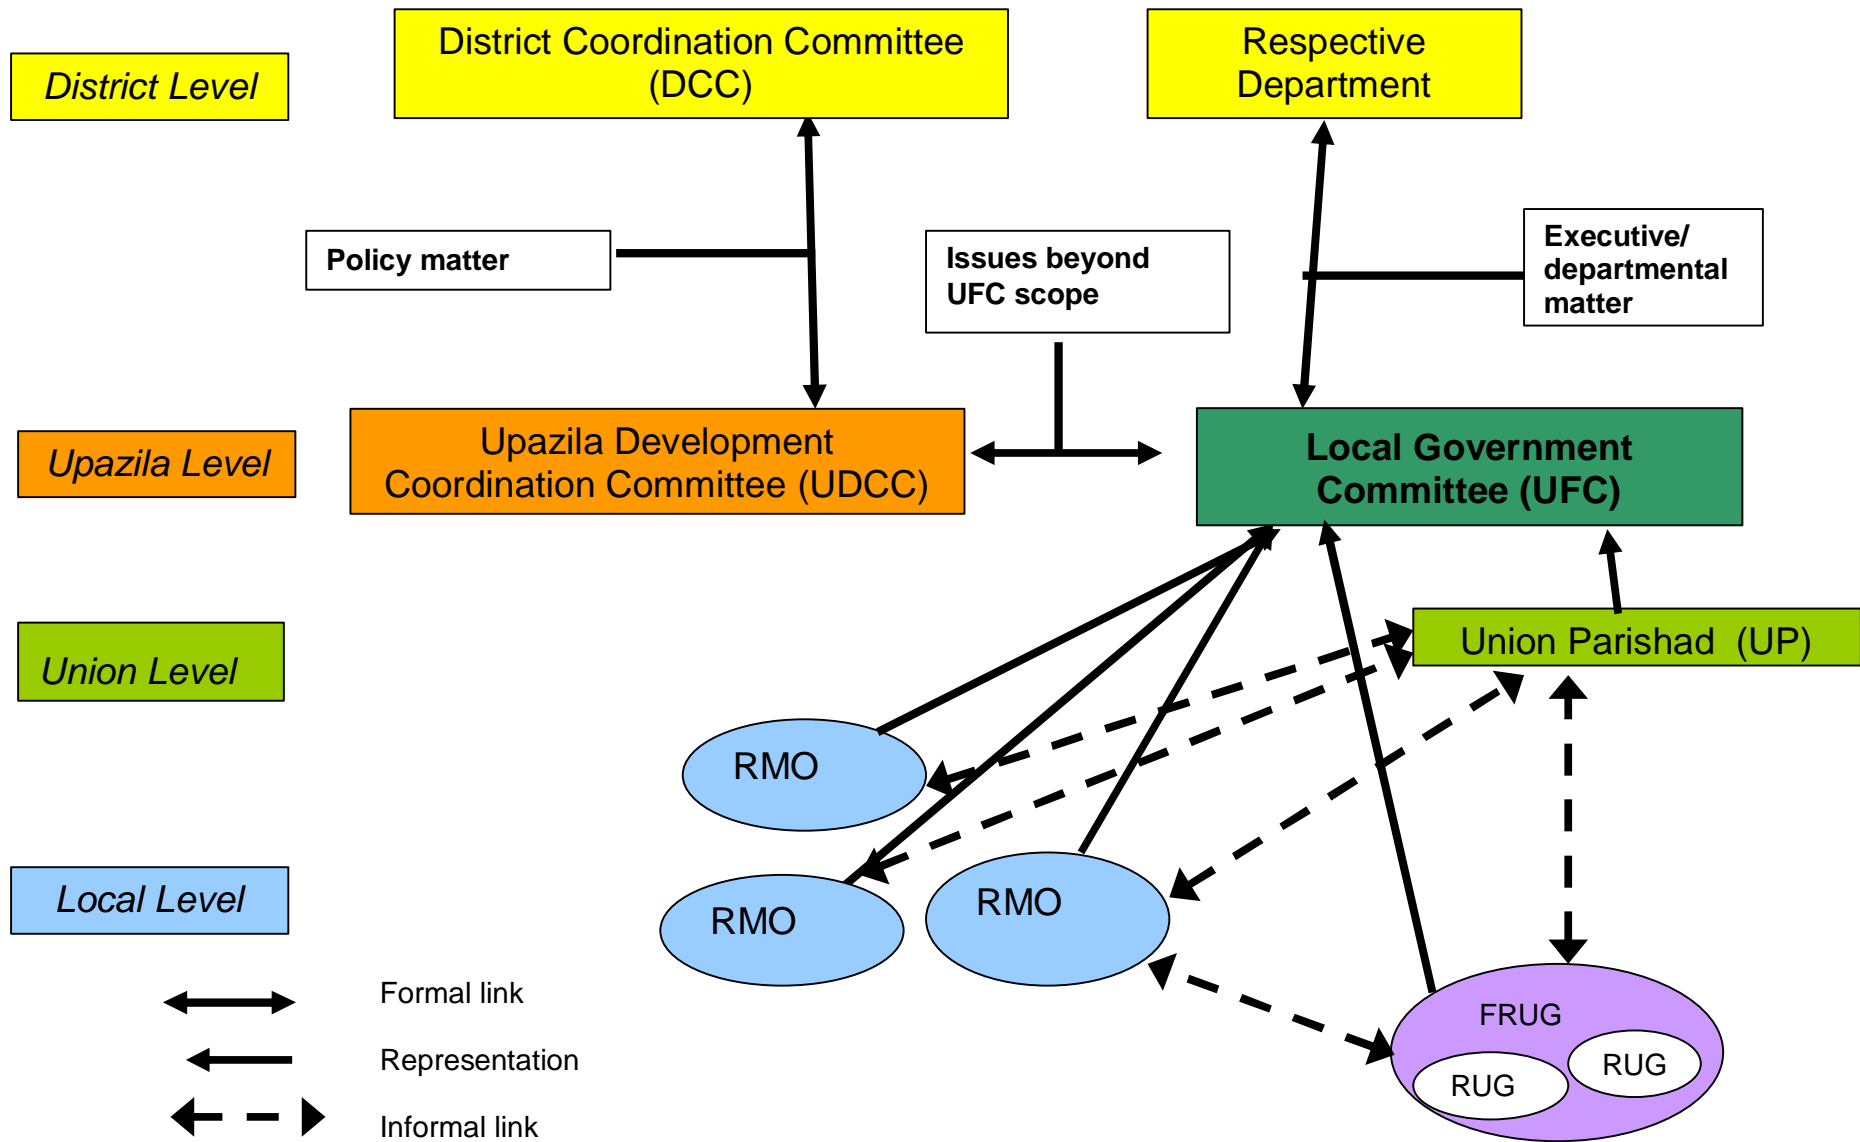 District Level
District Coordination Committee
(DCC)
Respective
Department
Policy matter
Issues beyond
UFC scope
Executive/
departmental
matter
Upazila Level
Upazila Development
Coordination Committee (UDCC)
Local Government
Committee (UFC)
Union Level
Union Parishad (UP)
RMO
Local Level
RMO
RMO
Formal link
Representation
Informal link
FRUG
RUG
RUG